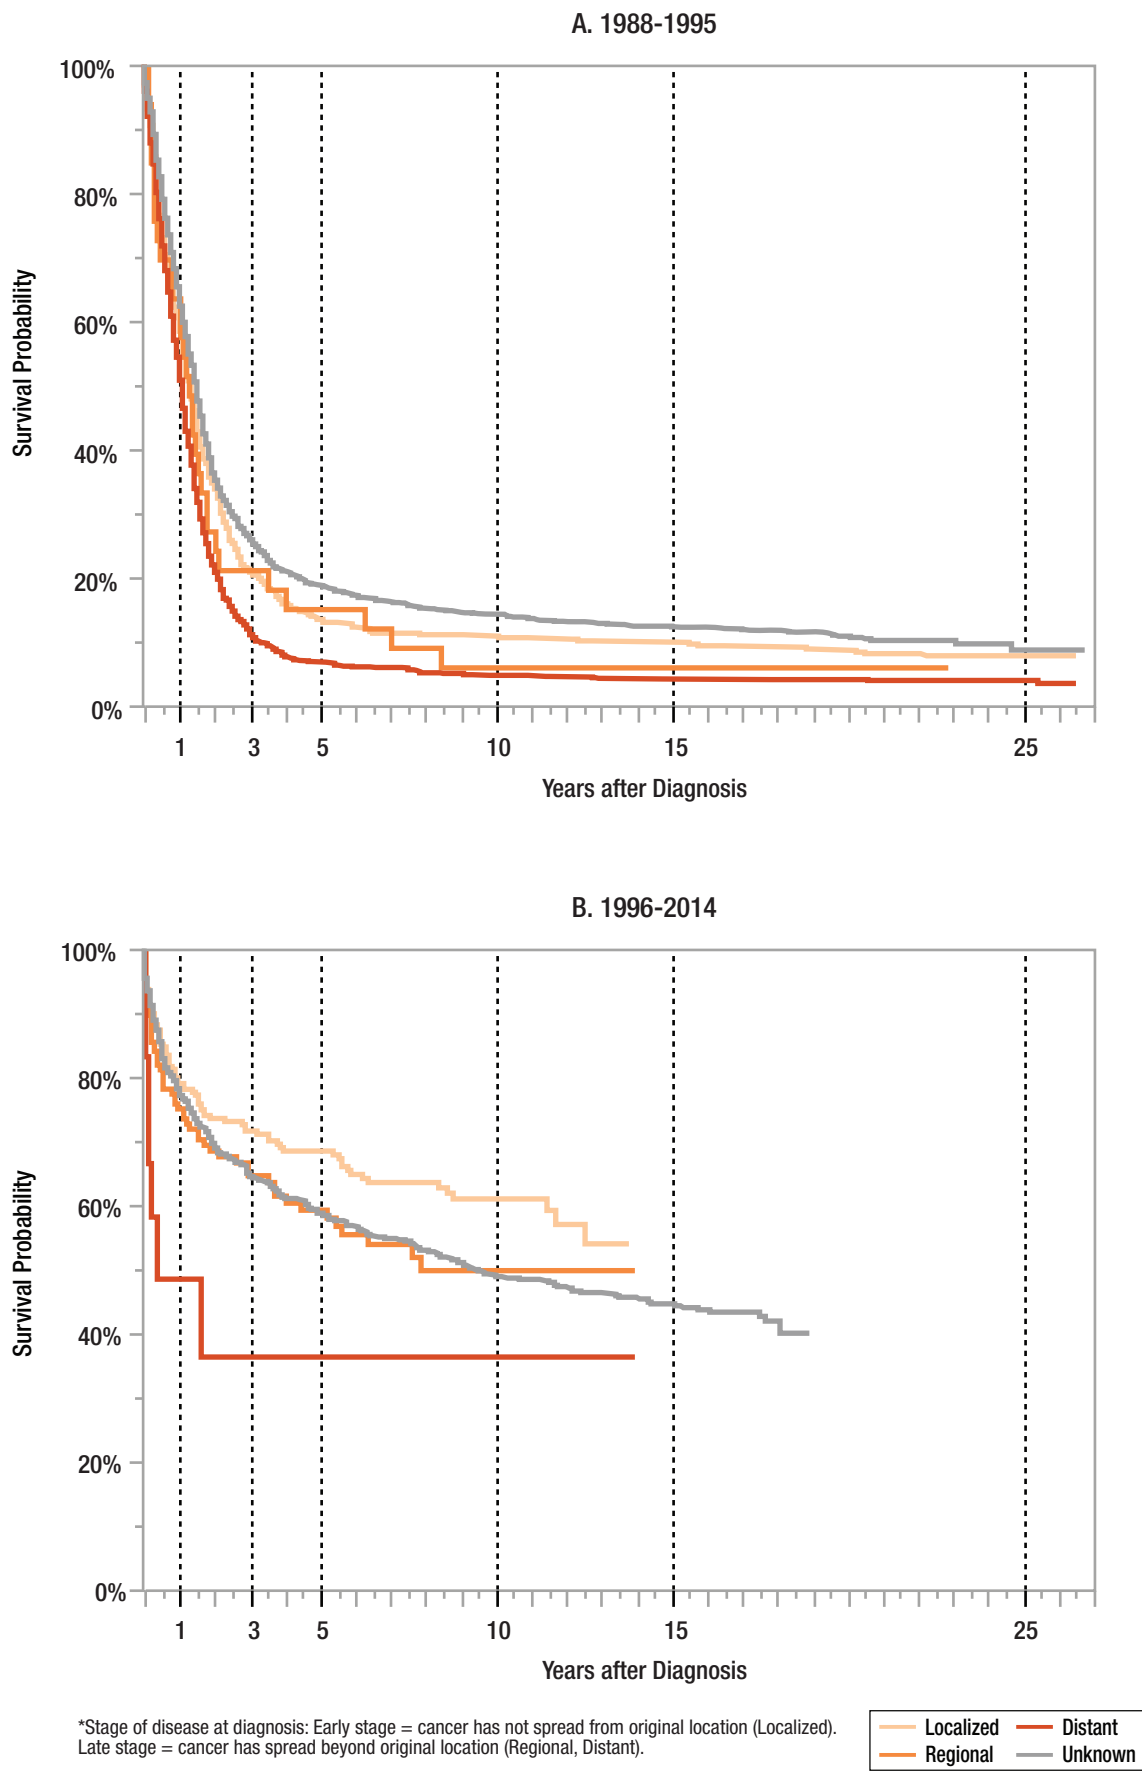 A. 1988-1995
100%
80%
60%
40%
20%
0%
Survival Probability
1 3 5 10 15 25
Years after Diagnosis
B. 1996-2014
100%
80%
60%
40%
20%
0%
Survival Probability
1 3 5 10 15 25
Years after Diagnosis
*Stage of disease at diagnosis: Early stage = cancer has not spread from original location (Localized).
Late stage = cancer has spread beyond original location (Regional, Distant).
Localized Distant
Regional Unknown